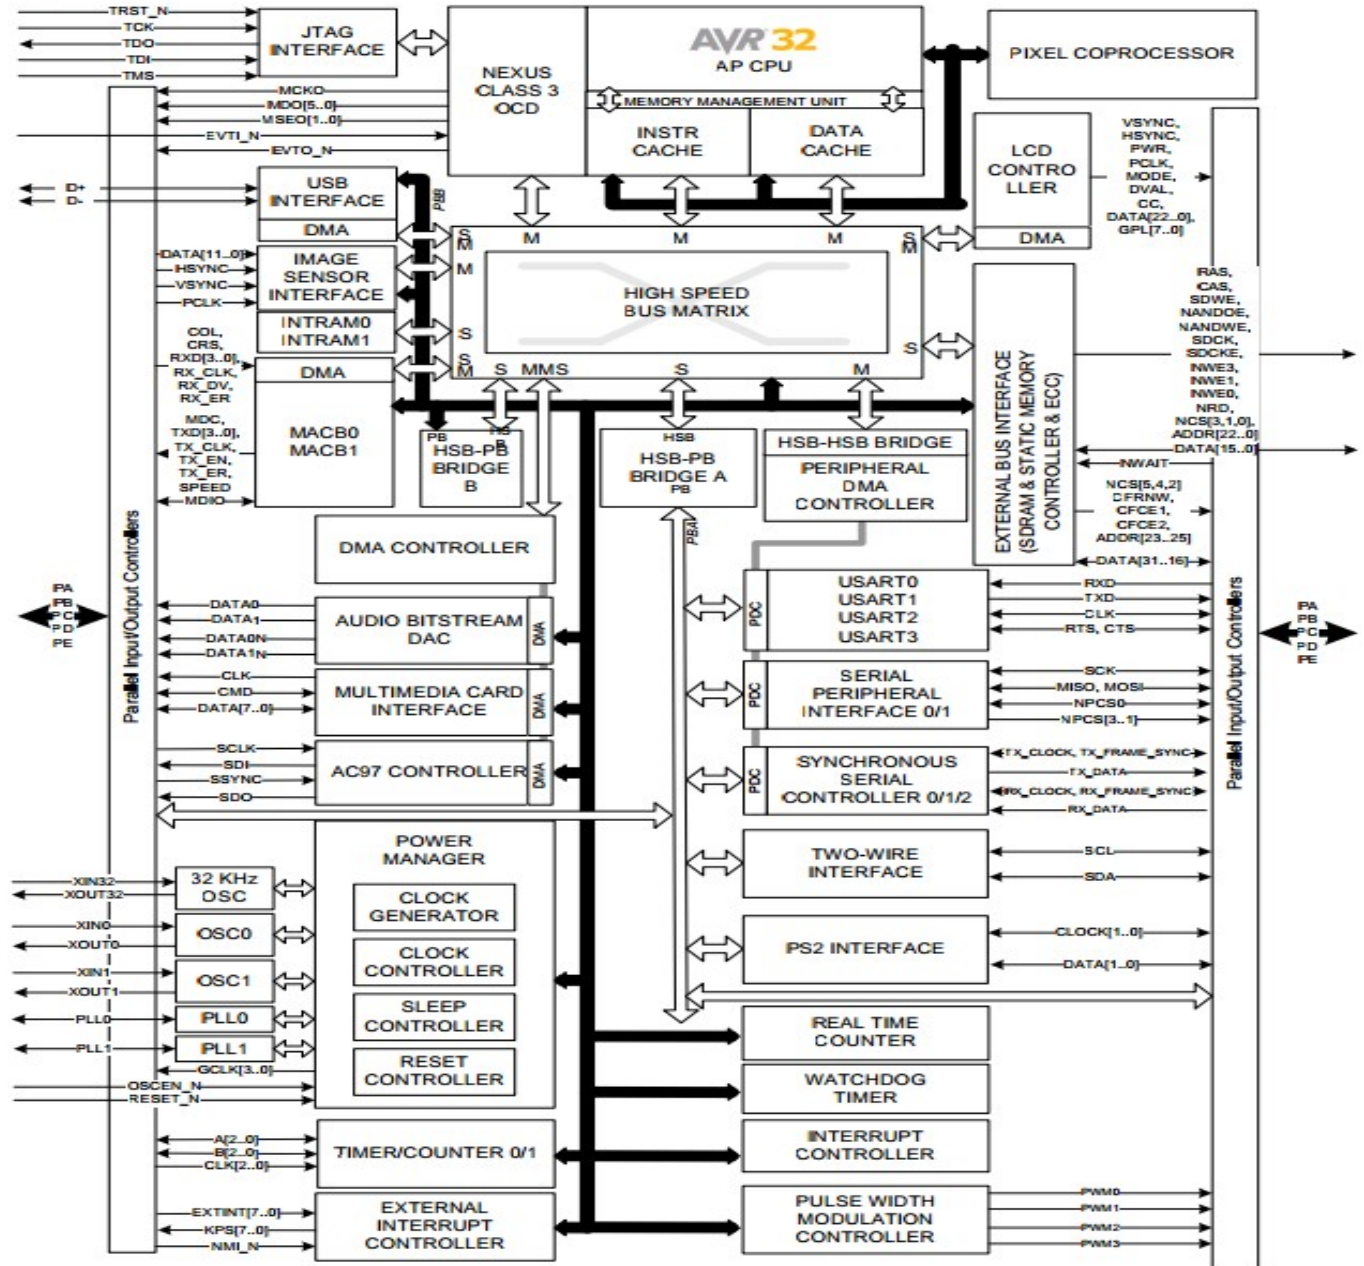 TRST_N
TCK
TDO
TDI
TMS
JTAG
INTERFACE
NEXUS
CLASS 3
OCD
AVR32
AP CPU
MEMORY MANAGEMENT UNIT
INSTR
CACHE
DATA
CACHE
PIXEL COPROCESSOR
MCKO
MDO[5..0]
MSEO[1..0]
EVTI_N
EVTO_N
LCD
CONTRO
LLER
DMA
VSYNC,
HSYNC,
PWR,
PCLK,
MODE,
DVAL,
CC,
DATA[22..0],
GPL[7..0]
D+
D-
USB
INTERFACE
DMA
PBB
S
M
M
M
M
S
M
DATA[11..0]
HSYNC
VSYNC
PCLK
IMAGE
SENSOR
INTERFACE
M
HIGH SPEED
BUS MATRIX
INTRAM0
INTRAM1
S
S
COL,
CRS,
RXD[3..0],
RX_CLK,
RX_DV,
RX_ER
MDC,
TXD[3..0],
TX_CLK,
TX_EN,
TX_ER,
SPEED
MDIO
DMA
MACB0
MACB1
S
M
S
MMS
S
M
PB
HSB
HSB-PB
BRIDGE
B
HSB
HSB-PB
BRIDGE A
PB
HSB-HSB BRIDGE
PERIPHERAL
DMA
CONTROLLER
EXTERNAL BUS INTERFACE
(SDRAM & STATIC MEMORY
CONTROLLER & ECC)
RAS,
CAS,
SDWE,
NANDOE,
NANDWE,
SDCK,
SDCKE,
NWE3,
NWE1,
NWE0,
NRD,
NCS[3,1,0],
ADDR[22..0]
DATA[15..0]
NWAIT
NCS[5,4,2]
CFRNW,
CFCE1,
CFCE2,
ADDR[23..25]
DATA[31..16]
PBA
DMA CONTROLLER
Parallel Input/Output Controllers
PA
PB
PC
PD
PE
DATA0
DATA1
DATA0N
DATA1N
AUDIO BITSTREAM
DAC
DMA
CLK
CMD
DATA[7..0]
MULTIMEDIA CARD
INTERFACE
DMA
SCLK
SDI
SSYNC
SDO
AC97 CONTROLLER
DMA
PDC
USART0
USART1
USART2
USART3
RXD
TXD
CLK
RTS, CTS
PDC
SERIAL
PERIPHERAL
INTERFACE 0/1
SCK
MISO, MOSI
NPCS0
NPCS[3..1]
PDC
SYNCHRONOUS
SERIAL
CONTROLLER 0/1/2
TX_CLOCK, TX_FRAME_SYNC
TX_DATA
RX_CLOCK, RX_FRAME_SYNC
RX_DATA
TWO-WIRE
INTERFACE
SCL
SDA
PS2 INTERFACE
CLOCK[1..0]
DATA[1..0]
Parallel Input/Output Controllers
PA
PB
PC
PD
PE
POWER
MANAGER
CLOCK
GENERATOR
CLOCK
CONTROLLER
SLEEP
CONTROLLER
RESET
CONTROLLER
XIN32
XOUT32
32 KHz
OSC
XIN0
XOUT0
OSC0
XIN1
XOUT1
OSC1
PLL0
PLL0
PLL1
PLL1
GCLK[3..0]
OSCEN_N
RESET_N
REAL TIME
COUNTER
WATCHDOG
TIMER
A[2..0]
B[2..0]
CLK[2..0]
TIMER/COUNTER 0/1
INTERRUPT
CONTROLLER
EXTINT[7..0]
KPS[7..0]
NMI_N
EXTERNAL
INTERRUPT
CONTROLLER
PULSE WIDTH
MODULATION
CONTROLLER
PWM0
PWM1
PWM2
PWM3